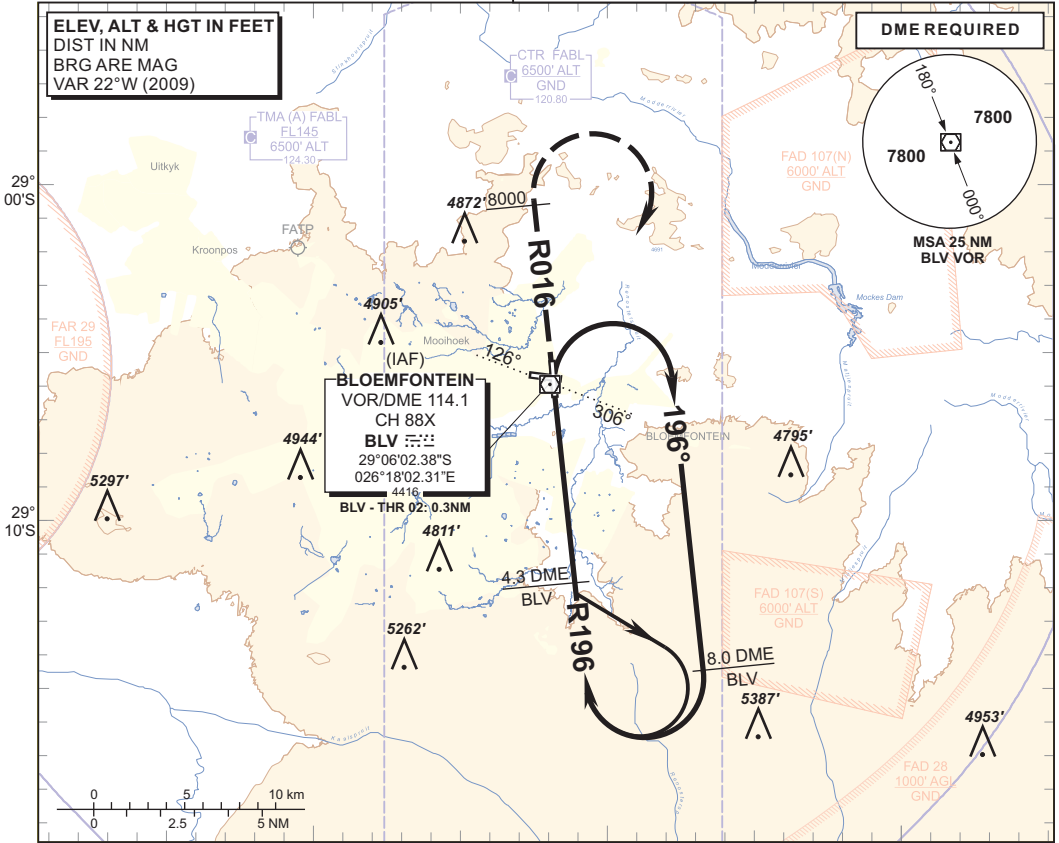 ELEV, ALT & HGT IN FEET
DIST IN NM
BRG ARE MAG
VAR 22°W (2009)
DME REQUIRED
180°
7800
7800
000°
MSA 25 NM
BLV VOR
CTR FABL
C
6500' ALT
GND
120.80
TMA (A) FABL
C
FL145
6500' ALT
124.30
Modderrivier
FAD 107(N)
6000' ALT
GND
Uitkyk
29°
00'S
4872'
8000
FATP
Kroonpos
R016
Modderrivier
Mockes Dam
4905'
Mooihoek
FAR 29
FL195
GND
126°
306°
196°
(IAF)
BLOEMFONTEIN
VOR/DME 114.1
CH 88X
BLV
29°06'02.38"S
026°18'02.31"E
4416
BLV - THR 02: 0.3NM
BLOEMFONTEIN
4944'
4795'
5297'
29°
10'S
4811'
4.3 DME
BLV
R196
FAD 107(S)
6000' ALT
GND
5262'
8.0 DME
BLV
5387'
4953'
Kaalspruit
FAD 28
1000' AGL
GND
0 5 10 km
0 2.5 5 NM